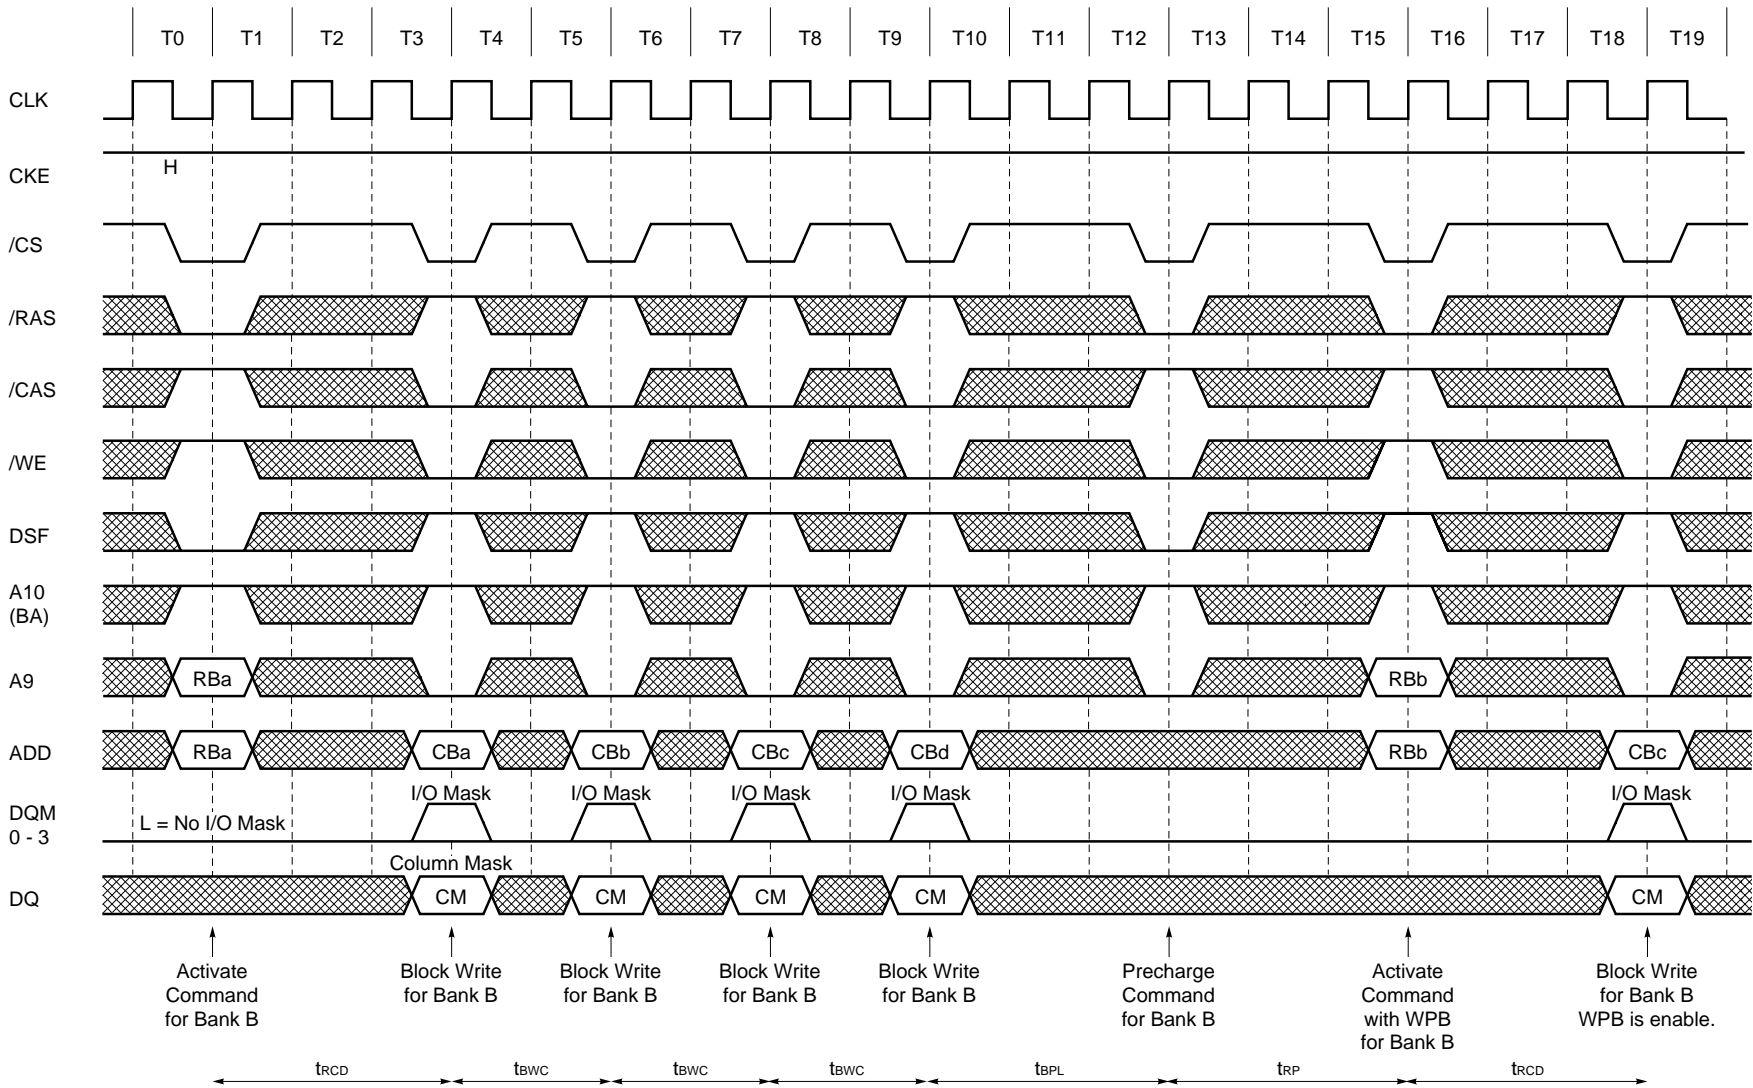 T0 T1 T2 T3 T4 T5 T6 T7 T8 T9 T10 T11 T12 T13 T14 T15 T16 T17 T18 T19
CLK
H
CKE
/CS
/RAS
/CAS
/WE
DSF
A10
(BA)
A9 RBa RBb
ADD RBa CBa CBb CBc CBd RBb CBc
I/O Mask I/O Mask I/O Mask I/O Mask I/O Mask
DQM
0 - 3
L = No I/O Mask
Column Mask
DQ CM CM CM CM CM
Activate
Command
for Bank B
Block Write
for Bank B
Block Write
for Bank B
Block Write
for Bank B
Block Write
for Bank B
Precharge
Command
for Bank B
Activate
Command
with WPB
for Bank B
Block Write
for Bank B
WPB is enable.
tRCD tBWC tBWC tBWC tBPL tRP tRCD